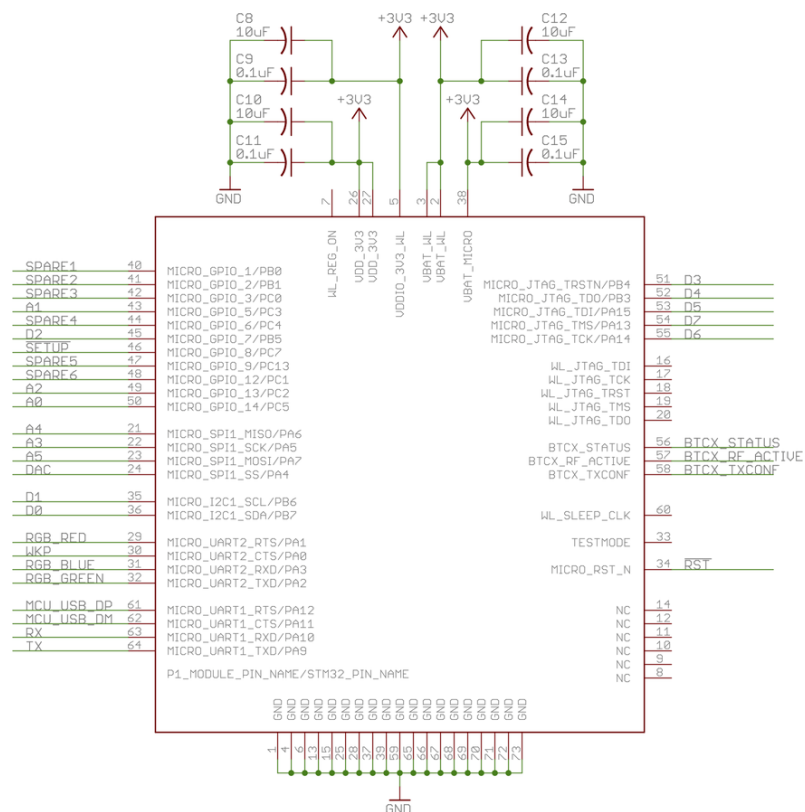 C8
10uF
+3V3
+3V3
C12
10uF
C9
0.1uF
C13
0.1uF
C10
10uF
+3V3
+3V3
C14
10uF
C11
0.1uF
C15
0.1uF
GND
GND
7
26
27
5
3
2
38
WL_REG_ON
VDD_3V3
VDD_3V3
VDDIO_3V3_WL
VBAT_WL
VBAT_WL
VBAT_MICRO
SPARE1 40 MICRO_GPIO_1/PB0
SPARE2 41 MICRO_GPIO_2/PB1
SPARE3 42 MICRO_GPIO_3/PC0
A1 43 MICRO_GPIO_5/PC3
SPARE4 44 MICRO_GPIO_6/PC4
D2 45 MICRO_GPIO_7/PB5
SETUP 46 MICRO_GPIO_8/PC7
SPARE5 47 MICRO_GPIO_9/PC13
SPARE6 48 MICRO_GPIO_12/PC1
A2 49 MICRO_GPIO_13/PC2
A0 50 MICRO_GPIO_14/PC5
A4 21 MICRO_SPI1_MISO/PA6
A3 22 MICRO_SPI1_SCK/PA5
A5 23 MICRO_SPI1_MOSI/PA7
DAC 24 MICRO_SPI1_SS/PA4
D1 35 MICRO_I2C1_SCL/PB6
D0 36 MICRO_I2C1_SDA/PB7
RGB_RED 29 MICRO_UART2_RTS/PA1
WKP 30 MICRO_UART2_CTS/PA0
RGB_BLUE 31 MICRO_UART2_RXD/PA3
RGB_GREEN 32 MICRO_UART2_TXD/PA2
MCU_USB_DP 61 MICRO_UART1_RTS/PA12
MCU_USB_DM 62 MICRO_UART1_CTS/PA11
RX 63 MICRO_UART1_RXD/PA10
TX 64 MICRO_UART1_TXD/PA9
P1_MODULE_PIN_NAME/STM32_PIN_NAME
MICRO_JTAG_TRSTN/PB4 51 D3
MICRO_JTAG_TDO/PB3 52 D4
MICRO_JTAG_TDI/PA15 53 D5
MICRO_JTAG_TMS/PA13 54 D7
MICRO_JTAG_TCK/PA14 55 D6
WL_JTAG_TDI 16
WL_JTAG_TCK 17
WL_JTAG_TRST 18
WL_JTAG_TMS 19
WL_JTAG_TDO 20
BTCX_STATUS 56 BTCX_STATUS
BTCX_RF_ACTIVE 57 BTCX_RF_ACTIVE
BTCX_TXCONF 58 BTCX_TXCONF
WL_SLEEP_CLK 60
TESTMODE 33
MICRO_RST_N 34 RST
NC 14
NC 12
NC 11
NC 10
NC 9
NC 8
GND GND GND GND GND GND GND GND GND GND GND GND GND GND GND GND GND GND GND
1 4 6 13 15 25 28 37 39 59 65 66 67 68 69 70 71 72 73
GND